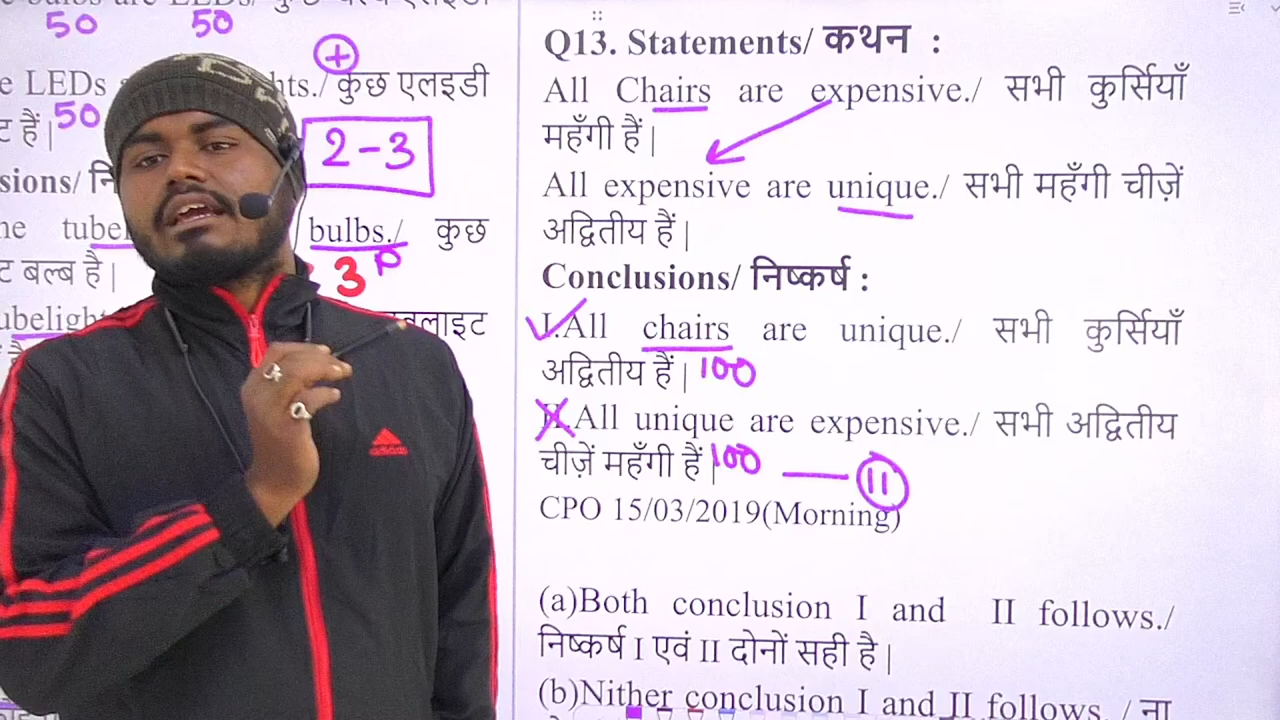 50 50
e LEDs hts./ कुछ एलइडी
ट हैं| 50
2-3
sions/
ne bulbs./ कुछ
ट बल्ब है|
3 P
Q13. Statements/ कथन :
All Chairs are expensive./ सभी कुर्सियाँ
महँगी हैं|
All expensive are unique./ सभी महँगी चीज़ें
अद्वितीय हैं|
Conclusions/ निष्कर्ष :
I.All chairs are unique./ सभी कुर्सियाँ
अद्वितीय हैं| 100
II.All unique are expensive./ सभी अद्वितीय
चीज़ें महँगी हैं| 100 — 11
CPO 15/03/2019(Morning)
(a)Both conclusion I and II follows./
निष्कर्ष I एवं II दोनों सही है|
(b)Nither conclusion I and II follows. / ना